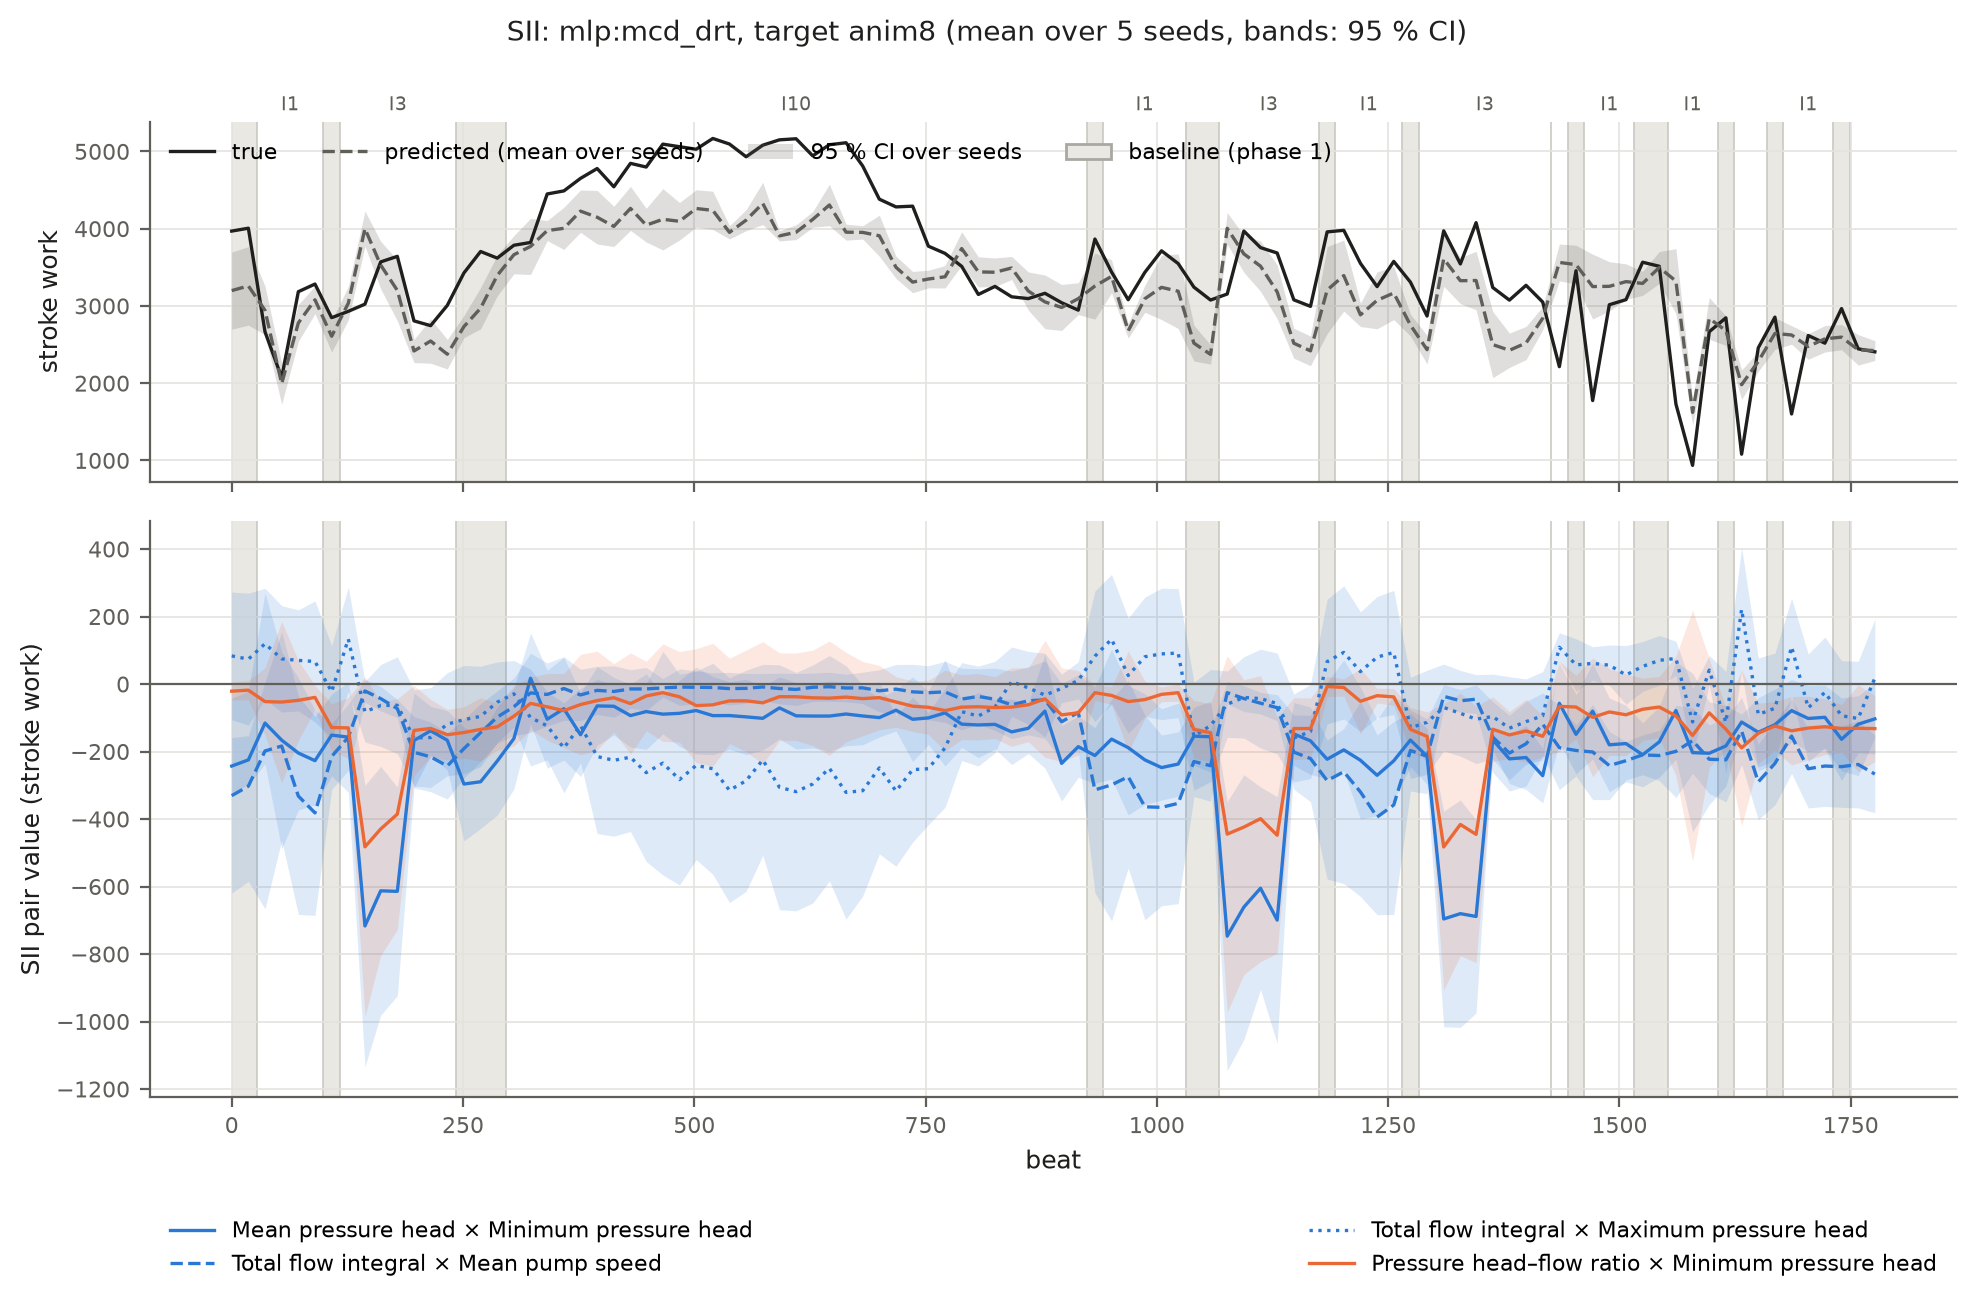 SII: mlp:mcd_drt, target anim8 (mean over 5 seeds, bands: 95 % CI)
I1 I3 I10 I1 I3 I1 I3 I1 I1 I1
true predicted (mean over seeds) 95 % CI over seeds baseline (phase 1)
stroke work
5000
4000
3000
2000
1000
SII pair value (stroke work)
400
200
0
−200
−400
−600
−800
−1000
−1200
0 250 500 750 1000 1250 1500 1750
beat
Mean pressure head × Minimum pressure head
Total flow integral × Mean pump speed
Total flow integral × Maximum pressure head
Pressure head–flow ratio × Minimum pressure head